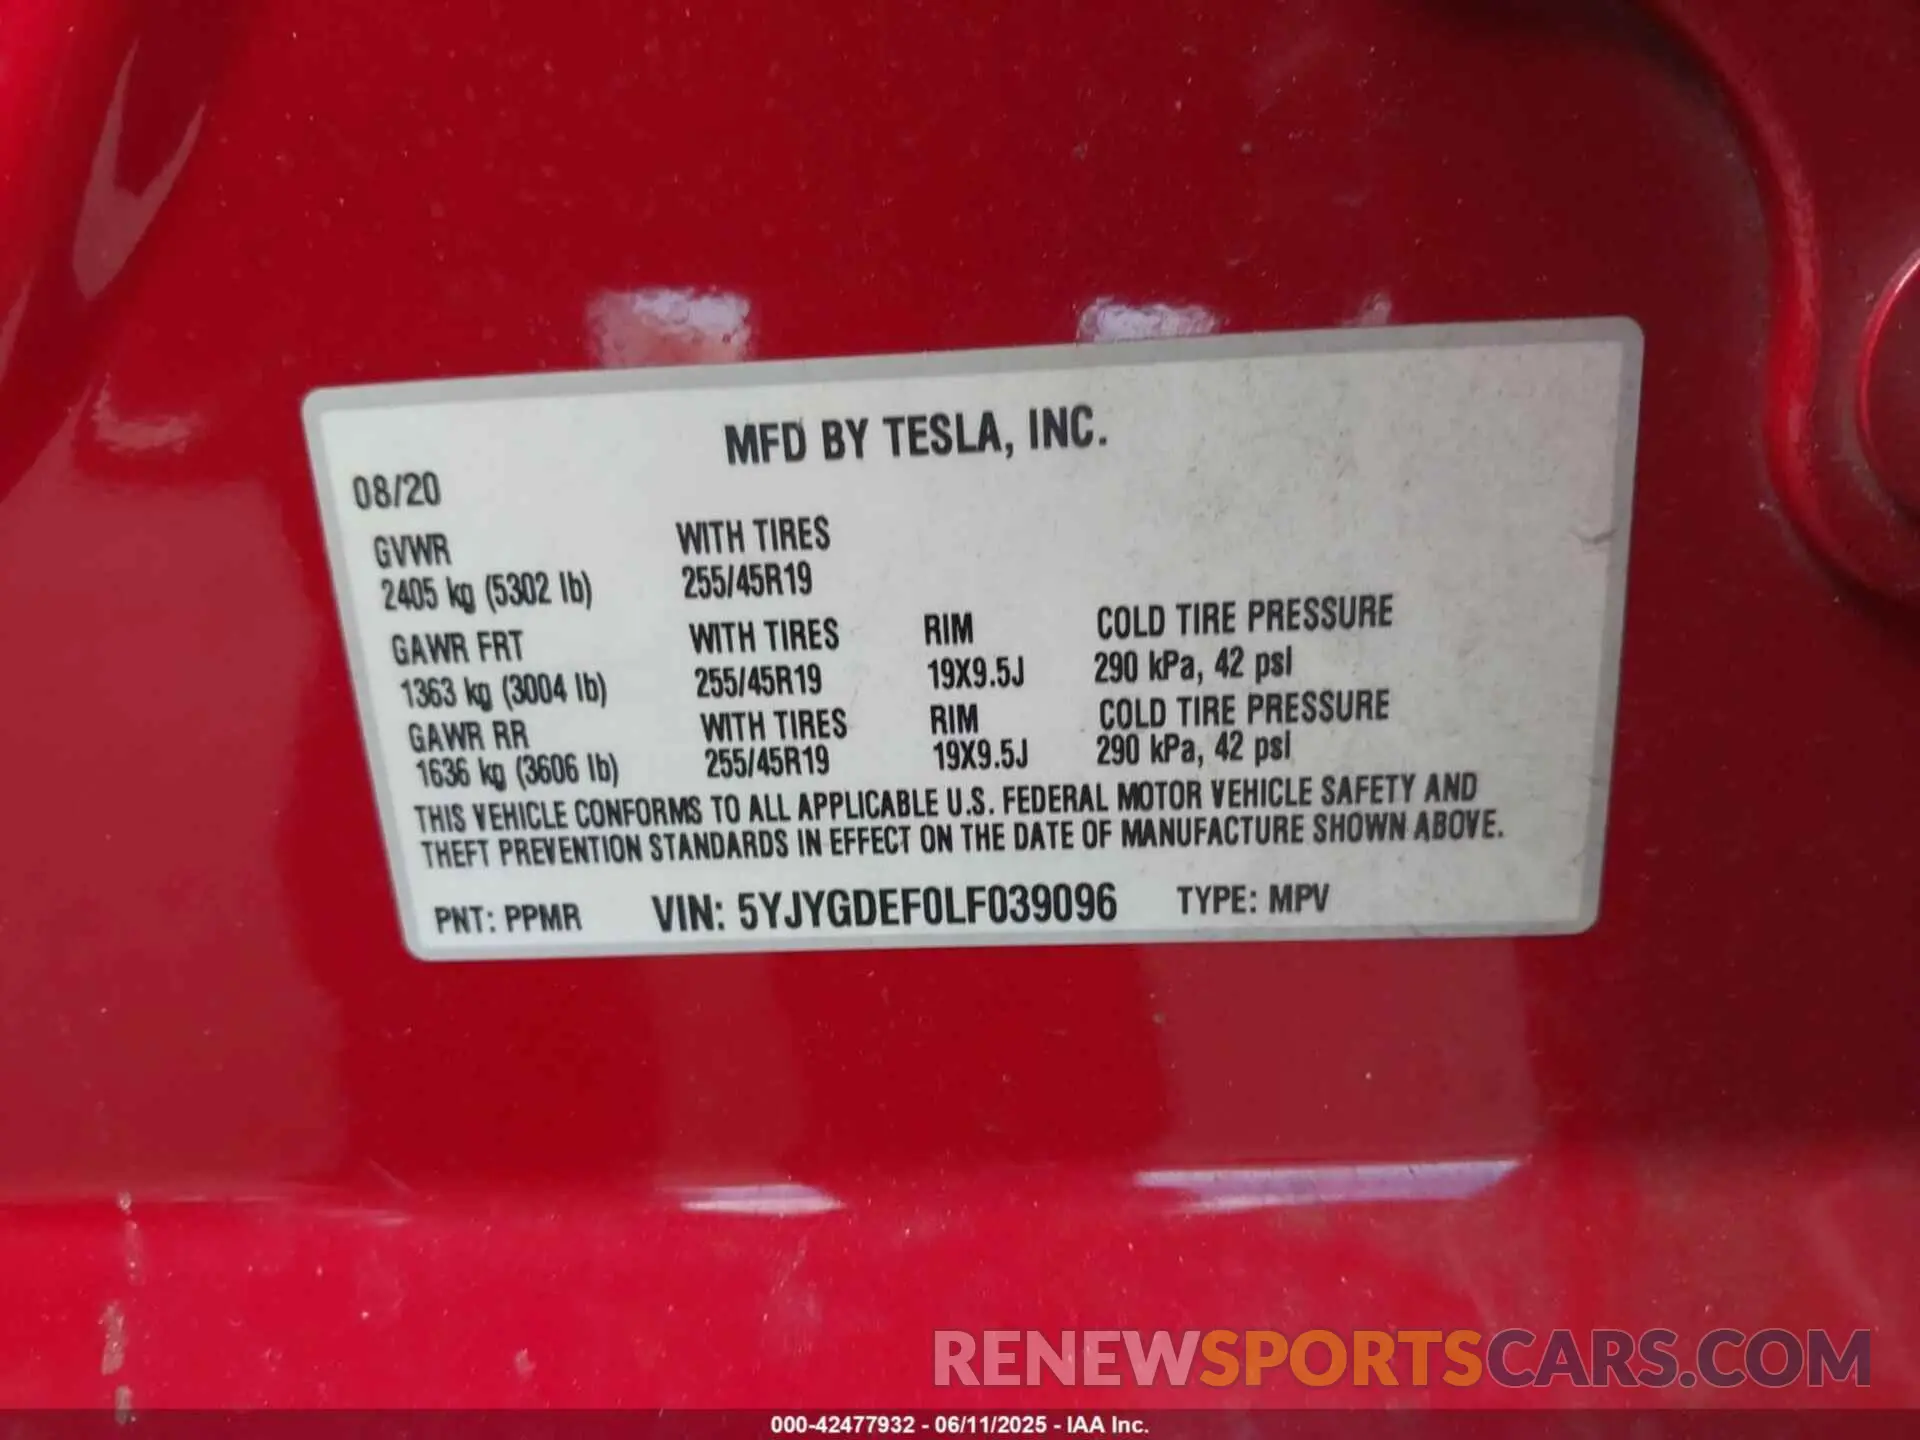 MFD BY TESLA, INC.
08/20
GVWR WITH TIRES
2405 kg (5302 lb) 255/45R19
GAWR FRT WITH TIRES RIM COLD TIRE PRESSURE
1363 kg (3004 lb) 255/45R19 19X9.5J 290 kPa, 42 psi
GAWR RR WITH TIRES RIM COLD TIRE PRESSURE
1636 kg (3606 lb) 255/45R19 19X9.5J 290 kPa, 42 psi
THIS VEHICLE CONFORMS TO ALL APPLICABLE U.S. FEDERAL MOTOR VEHICLE SAFETY AND
THEFT PREVENTION STANDARDS IN EFFECT ON THE DATE OF MANUFACTURE SHOWN ABOVE.
PNT: PPMR VIN: 5YJYGDEF0LF039096 TYPE: MPV
RENEWSPORTSCARS.COM
000-42477932 - 06/11/2025 - IAA Inc.